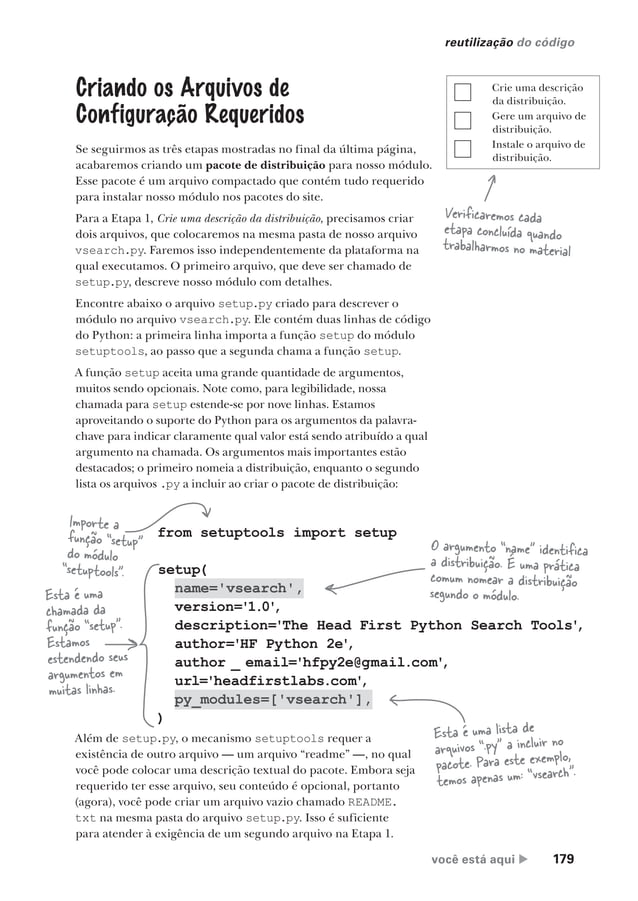 reutilização do código
Criando os Arquivos de
Configuração Requeridos
Se seguirmos as três etapas mostradas no final da última página,
acabaremos criando um pacote de distribuição para nosso módulo.
Esse pacote é um arquivo compactado que contém tudo requerido
para instalar nosso módulo nos pacotes do site.
Para a Etapa 1, Crie uma descrição da distribuição, precisamos criar
dois arquivos, que colocaremos na mesma pasta de nosso arquivo
vsearch.py. Faremos isso independentemente da plataforma na
qual executamos. O primeiro arquivo, que deve ser chamado de
setup.py, descreve nosso módulo com detalhes.
Encontre abaixo o arquivo setup.py criado para descrever o
módulo no arquivo vsearch.py. Ele contém duas linhas de código
do Python: a primeira linha importa a função setup do módulo
setuptools, ao passo que a segunda chama a função setup.
A função setup aceita uma grande quantidade de argumentos,
muitos sendo opcionais. Note como, para legibilidade, nossa
chamada para setup estende-se por nove linhas. Estamos
aproveitando o suporte do Python para os argumentos da palavra-
chave para indicar claramente qual valor está sendo atribuído a qual
argumento na chamada. Os argumentos mais importantes estão
destacados; o primeiro nomeia a distribuição, enquanto o segundo
lista os arquivos .py a incluir ao criar o pacote de distribuição:
Crie uma descrição
da distribuição.
Gere um arquivo de
distribuição.
Instale o arquivo de
distribuição.
Verificaremos cada
etapa concluída quando
trabalharmos no material
Importe a
função "setup"
do módulo
"setuptools".
Esta é uma
chamada da
função "setup".
Estamos
estendendo seus
argumentos em
muitas linhas.
from setuptools import setup
setup(
name='vsearch',
version='1.0',
description='The Head First Python Search Tools',
author='HF Python 2e',
author _ email='hfpy2e@gmail.com',
url='headfirstlabs.com',
py_modules=['vsearch'],
)
O argumento "name" identifica
a distribuição. É uma prática
comum nomear a distribuição
segundo o módulo.
Esta é uma lista de
arquivos ".py" a incluir no
pacote. Para este exemplo,
temos apenas um: "vsearch".
Além de setup.py, o mecanismo setuptools requer a
existência de outro arquivo — um arquivo “readme” —, no qual
você pode colocar uma descrição textual do pacote. Embora seja
requerido ter esse arquivo, seu conteúdo é opcional, portanto
(agora), você pode criar um arquivo vazio chamado README.
txt na mesma pasta do arquivo setup.py. Isso é suficiente
para atender à exigência de um segundo arquivo na Etapa 1.
você está aqui ▶ 179